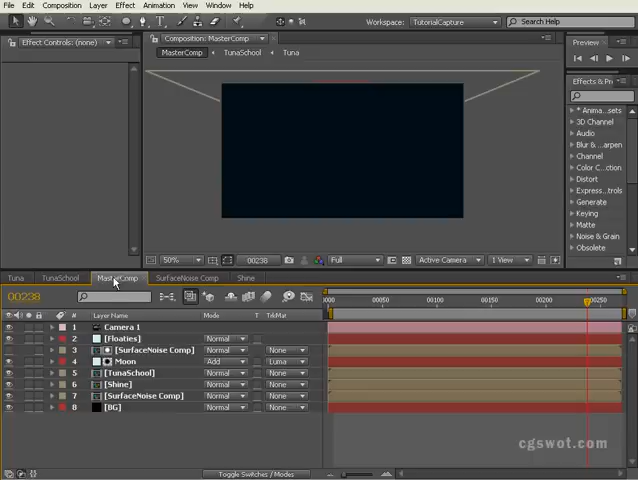 File Edit Composition Layer Effect Animation View Window Help
Workspace: TutorialCapture Search Help
Effect Controls: (none)
Composition: MasterComp
Preview
MasterComp TunaSchool Tuna
Effects & Pr
* Anima...sets
3D Channel
Audio
Blur & ...arpen
Channel
Color C...ction
Distort
Express...trols
Generate
Keying
Matte
Noise & Grain
Obsolete
50% 00238 Full Active Camera 1 View
Tuna TunaSchool MasterComp SurfaceNoise Comp Shine
00238
0000 00050 00100 00150 00200 00250
# Layer Name Mode T TrkMat
1 Camera 1
2 [Floaties] Normal
3 [SurfaceNoise Comp] Normal None
4 Moon Add Luma
5 [TunaSchool] Normal None
6 [Shine] Normal None
7 [SurfaceNoise Comp] Normal None
8 [BG] Normal None
cgswot.com
Toggle Switches / Modes